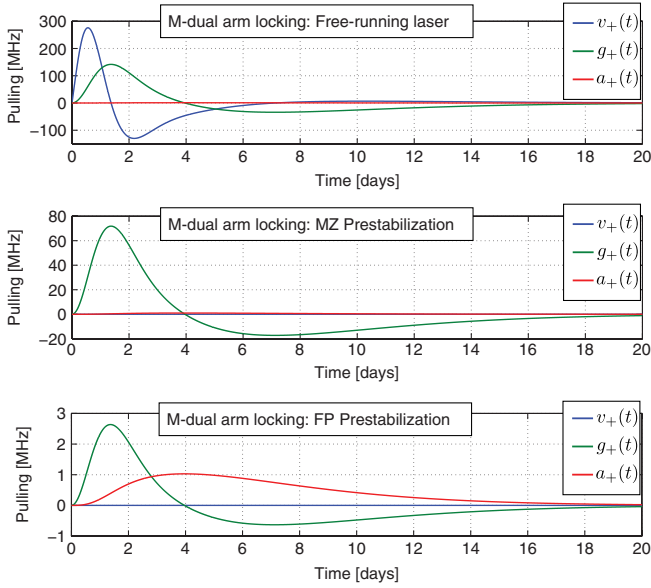 M-dual arm locking: Free-running laser
v+(t)
g+(t)
a+(t)
Pulling [MHz]
300
200
100
0
−100
0 2 4 6 8 10 12 14 16 18 20
Time [days]
M-dual arm locking: MZ Prestabilization
v+(t)
g+(t)
a+(t)
Pulling [MHz]
80
60
40
20
0
−20
0 2 4 6 8 10 12 14 16 18 20
Time [days]
M-dual arm locking: FP Prestabilization
v+(t)
g+(t)
a+(t)
Pulling [MHz]
3
2
1
0
−1
0 2 4 6 8 10 12 14 16 18 20
Time [days]